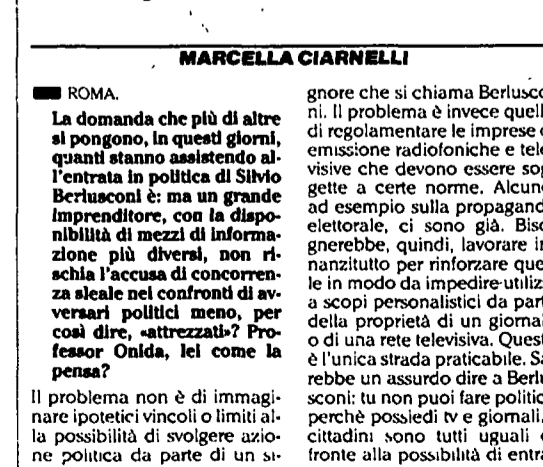 MARCELLA CIARNELLI
ROMA.
La domanda che più di altre
si pongono, in questi giorni,
quanti stanno assistendo al-
l'entrata in politica di Silvio
Berlusconi è: ma un grande
imprenditore, con la dispo-
nibilità di mezzi di informa-
zione più diversi, non ri-
schia l'accusa di concorren-
za sleale nei confronti di av-
versari politici meno, per
così dire, «attrezzati»? Pro-
fessor Onida, lei come la
pensa?
Il problema non è di immagi-
nare ipotetici vincoli o limiti al-
la possibilità di svolgere azio-
ne politica da parte di un si-
gnore che si chiama Berlusco
ni. Il problema è invece quell
di regolamentare le imprese
emissione radiofoniche e tele
visive che devono essere sog
gette a certe norme. Alcune
ad esempio sulla propagand
elettorale, ci sono già. Biso
gnerebbe, quindi, lavorare in
nanzitutto per rinforzare que
le in modo da impedire utiliz
a scopi personalistici da part
della proprietà di un giornal
o di una rete televisiva. Quest
è l'unica strada praticabile. Sa
rebbe un assurdo dire a Berlu
sconi: tu non puoi fare politic
perchè possiedi tv e giornali,
cittadini sono tutti uguali
fronte alla possibilità di entra